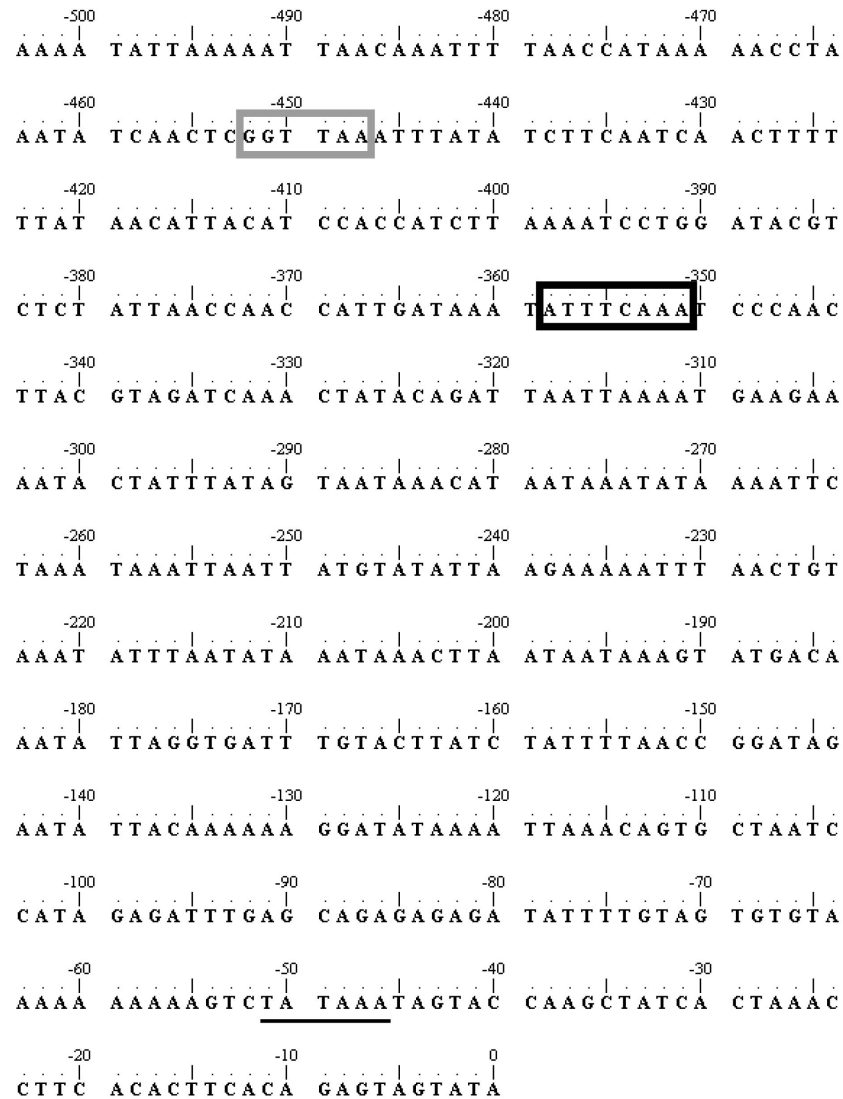 -500 -490 -480 -470
AAAA TATTAAAAAT TAACAAATTT TAACCATAAA AACCTA
-460 -450 -440 -430
AATA TCAACTCGGT TAAATTTATA TCTTCAATCA ACTTTT
-420 -410 -400 -390
TTAT AACATTACAT CCACCATCTT AAAATCCTGG ATACGT
-380 -370 -360 -350
CTCT ATTAACCAAC CATTGATAAA TATTTCAAAT CCCAAC
-340 -330 -320 -310
TTAC GTAGATCAAA CTATACAGAT TAATTAAAAT GAAGAA
-300 -290 -280 -270
AATA CTATTTATAG TAATAAACAT AATAAATATA AAATTC
-260 -250 -240 -230
TAAA TAAATTAATT ATGTATATTA AGAAAAATTT AACTGT
-220 -210 -200 -190
AAAT ATTTAATATA AATAAACTTA ATAATAAAGT ATGACA
-180 -170 -160 -150
AATA TTAGGTGATT TGTACTTATC TATTTTAACC GGATAG
-140 -130 -120 -110
AATA TTACAAAAAA GGATATAAAA TTAAACAGTG CTAATC
-100 -90 -80 -70
CATA GAGATTTGAG CAGAGAGAGA TATTTTGTAG TGTGTA
-60 -50 -40 -30
AAAA AAAAAGTCTA TAAATAGTAC CAAGCTATCA CTAAAC
-20 -10 0
CTTC ACACTTCACA GAGTAGTATA